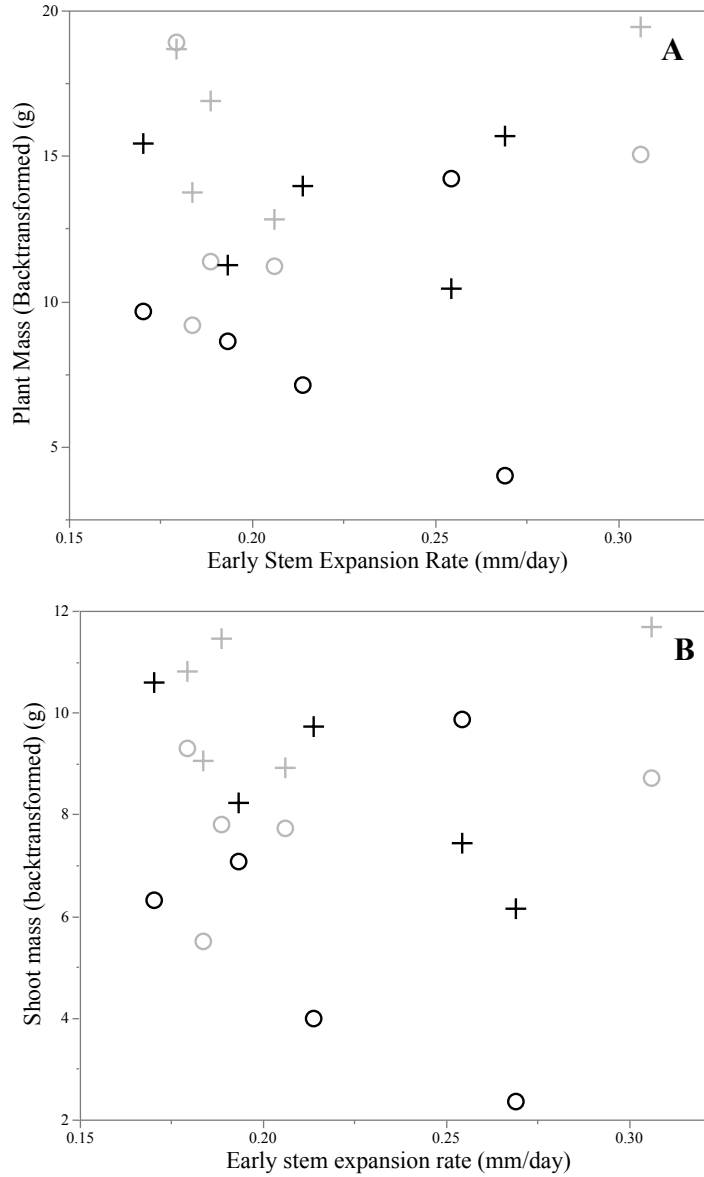 A
20
15
10
5
Plant Mass (Backtransformed) (g)
0.15 0.20 0.25 0.30
Early Stem Expansion Rate (mm/day)
B
12
10
8
6
4
2
Shoot mass (backtransformed) (g)
0.15 0.20 0.25 0.30
Early stem expansion rate (mm/day)